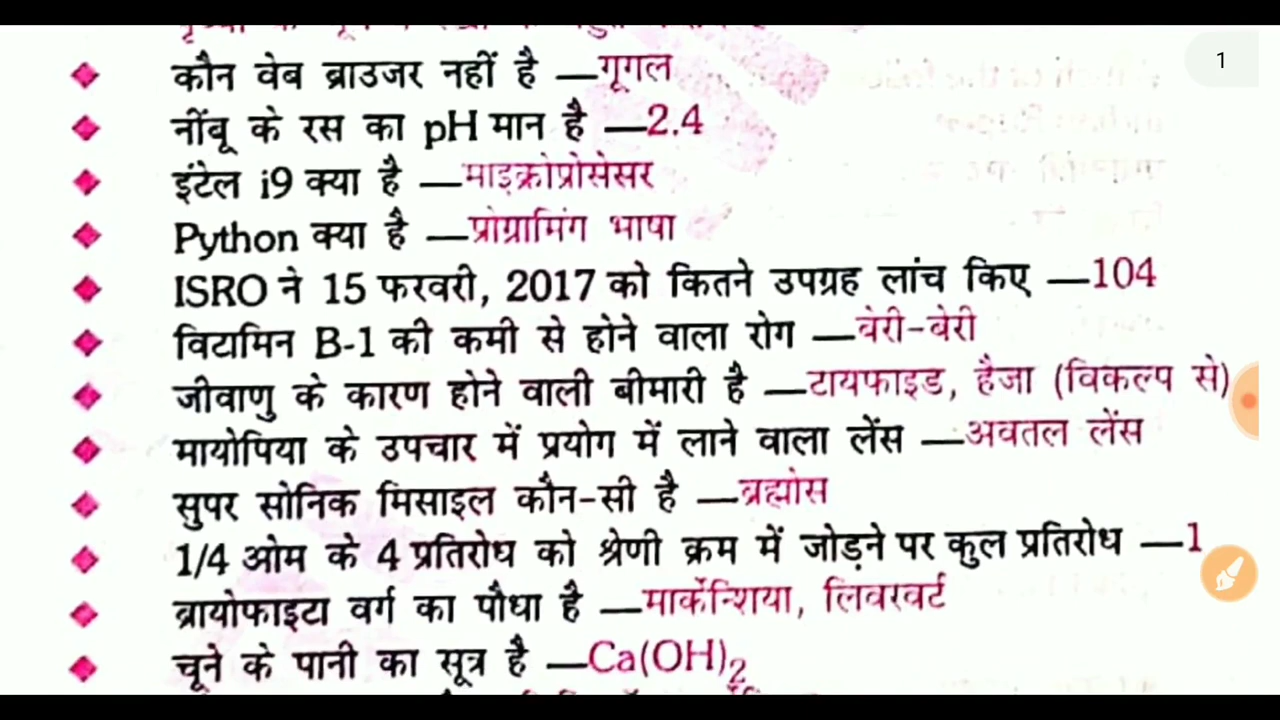 1
कौन वेब ब्राउजर नहीं है —गूगल
नींबू के रस का pH मान है —2.4
इंटेल i9 क्या है —माइक्रोप्रोसेसर
Python क्या है —प्रोग्रामिंग भाषा
ISRO ने 15 फरवरी, 2017 को कितने उपग्रह लांच किए —104
विटामिन B-1 की कमी से होने वाला रोग —बेरी-बेरी
जीवाणु के कारण होने वाली बीमारी है —टायफाइड, हैजा (विकल्प से)
मायोपिया के उपचार में प्रयोग में लाने वाला लेंस —अवतल लेंस
सुपर सोनिक मिसाइल कौन-सी है —ब्रह्मोस
1/4 ओम के 4 प्रतिरोध को श्रेणी क्रम में जोड़ने पर कुल प्रतिरोध —1
ब्रायोफाइटा वर्ग का पौधा है —मार्केन्शिया, लिवरवर्ट
चूने के पानी का सूत्र है —Ca(OH)₂